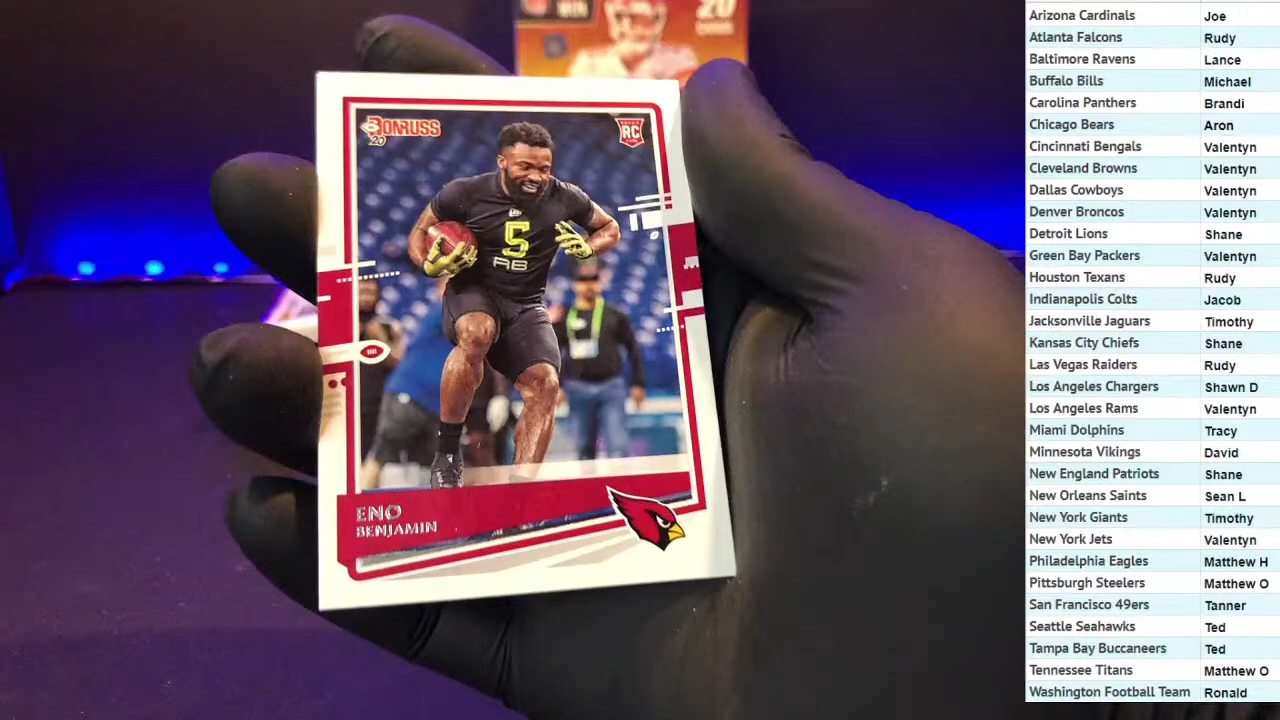 20
DONRUSS
20
RC
5
RB
ENO
BENJAMIN
Arizona Cardinals Joe
Atlanta Falcons Rudy
Baltimore Ravens Lance
Buffalo Bills Michael
Carolina Panthers Brandi
Chicago Bears Aron
Cincinnati Bengals Valentyn
Cleveland Browns Valentyn
Dallas Cowboys Valentyn
Denver Broncos Valentyn
Detroit Lions Shane
Green Bay Packers Valentyn
Houston Texans Rudy
Indianapolis Colts Jacob
Jacksonville Jaguars Timothy
Kansas City Chiefs Shane
Las Vegas Raiders Rudy
Los Angeles Chargers Shawn D
Los Angeles Rams Valentyn
Miami Dolphins Tracy
Minnesota Vikings David
New England Patriots Shane
New Orleans Saints Sean L
New York Giants Timothy
New York Jets Valentyn
Philadelphia Eagles Matthew H
Pittsburgh Steelers Matthew O
San Francisco 49ers Tanner
Seattle Seahawks Ted
Tampa Bay Buccaneers Ted
Tennessee Titans Matthew O
Washington Football Team Ronald